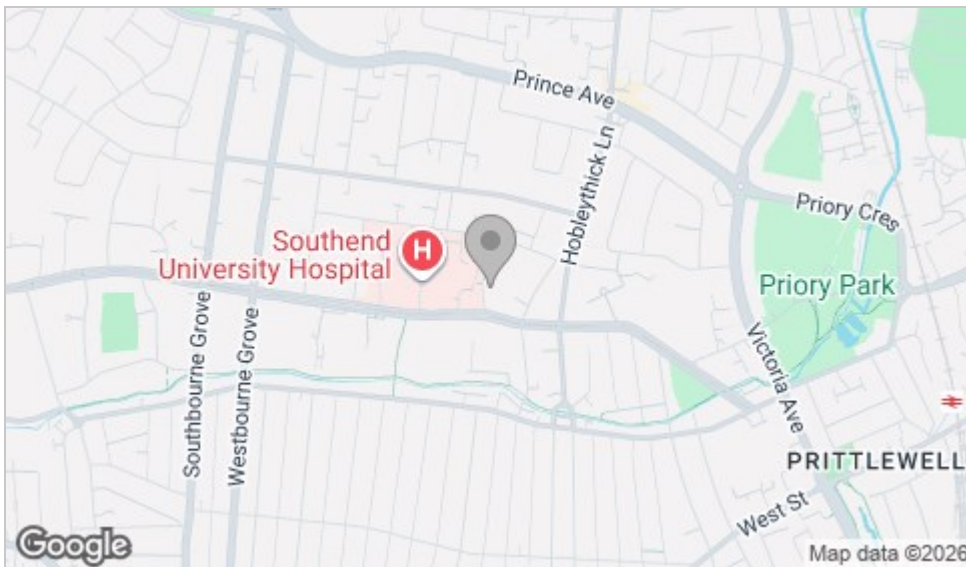 Prince Ave
Hobleythick Ln
Priory Cres
Southend
University Hospital
H
Priory Park
Southbourne Grove
Westbourne Grove
Victoria Ave
PRITTLEWELL
West St
Google
Map data ©2026